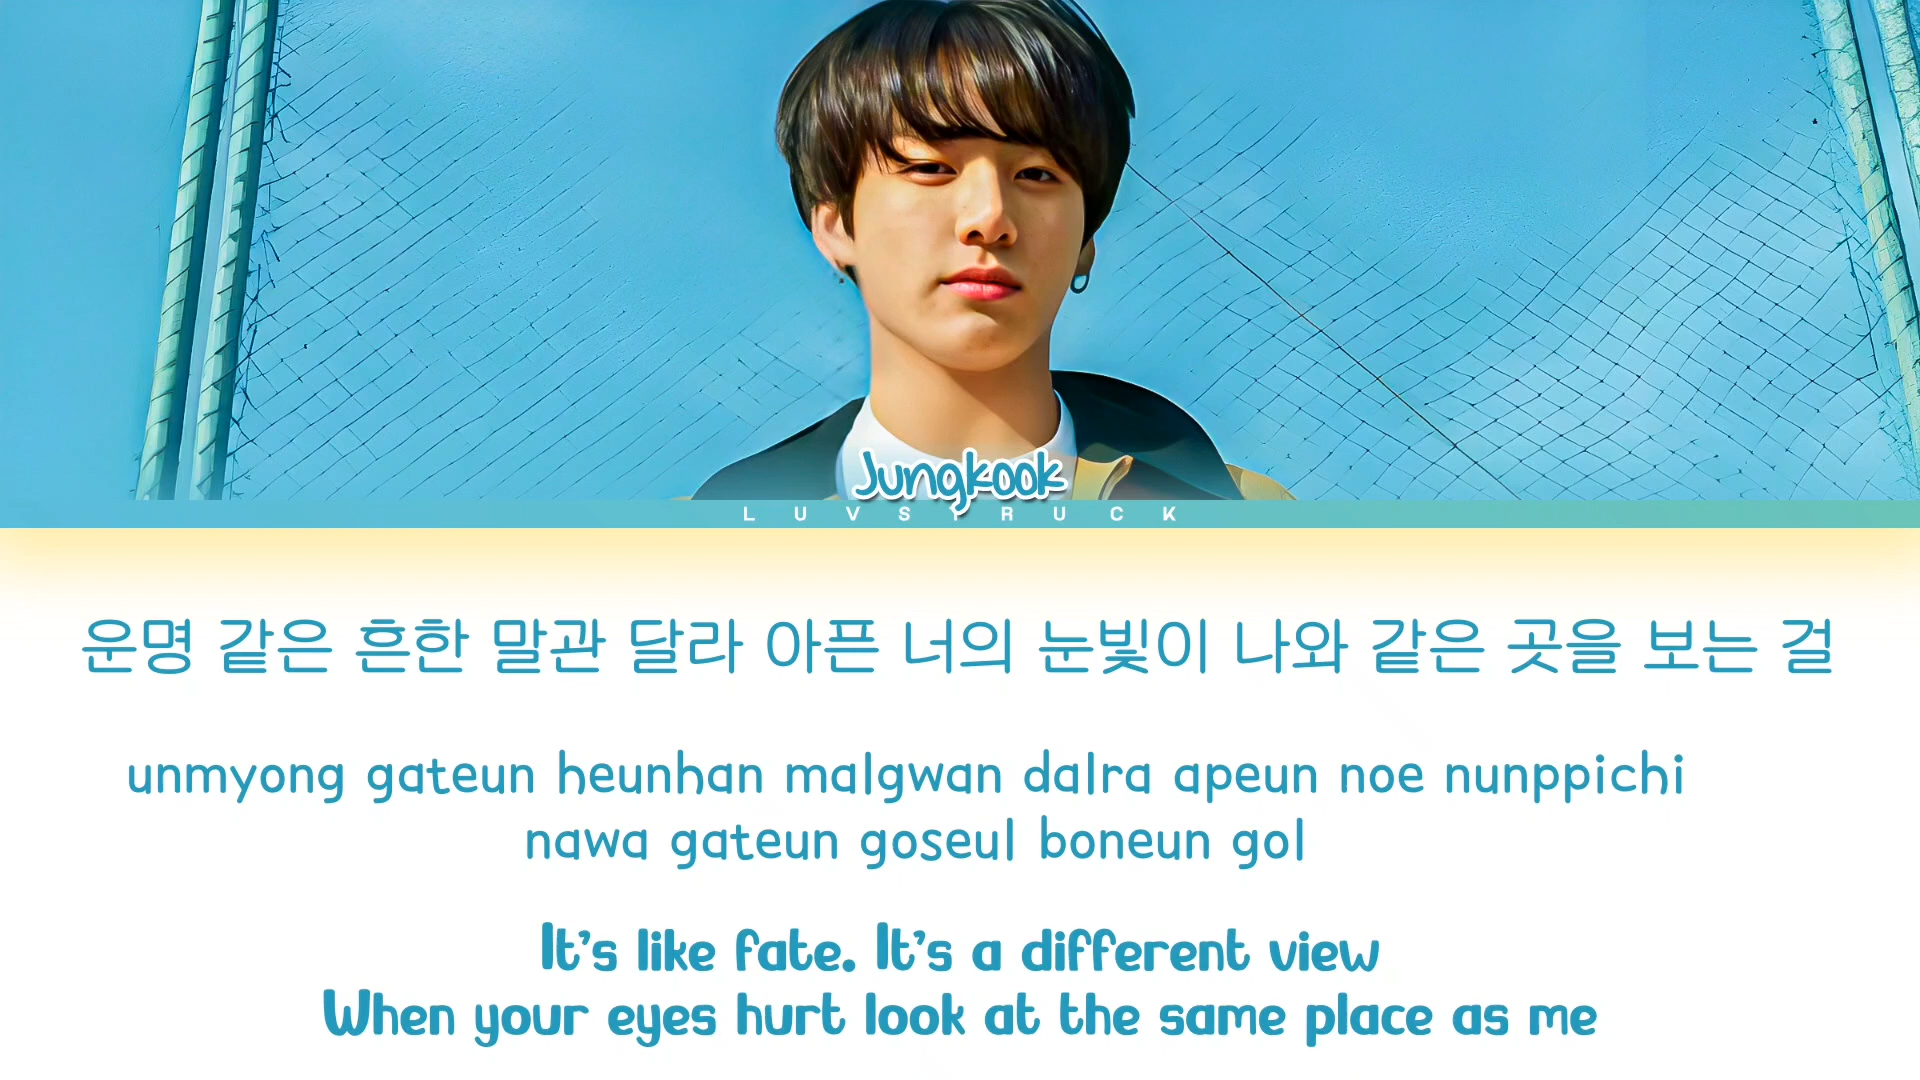 Jungkook
LUVSTRUCK
운명 같은 흔한 말관 달라 아픈 너의 눈빛이 나와 같은 곳을 보는 걸
unmyong gateun heunhan malgwan dalra apeun noe nunppichi
nawa gateun goseul boneun gol
It's like fate. It's a different view
When your eyes hurt look at the same place as me